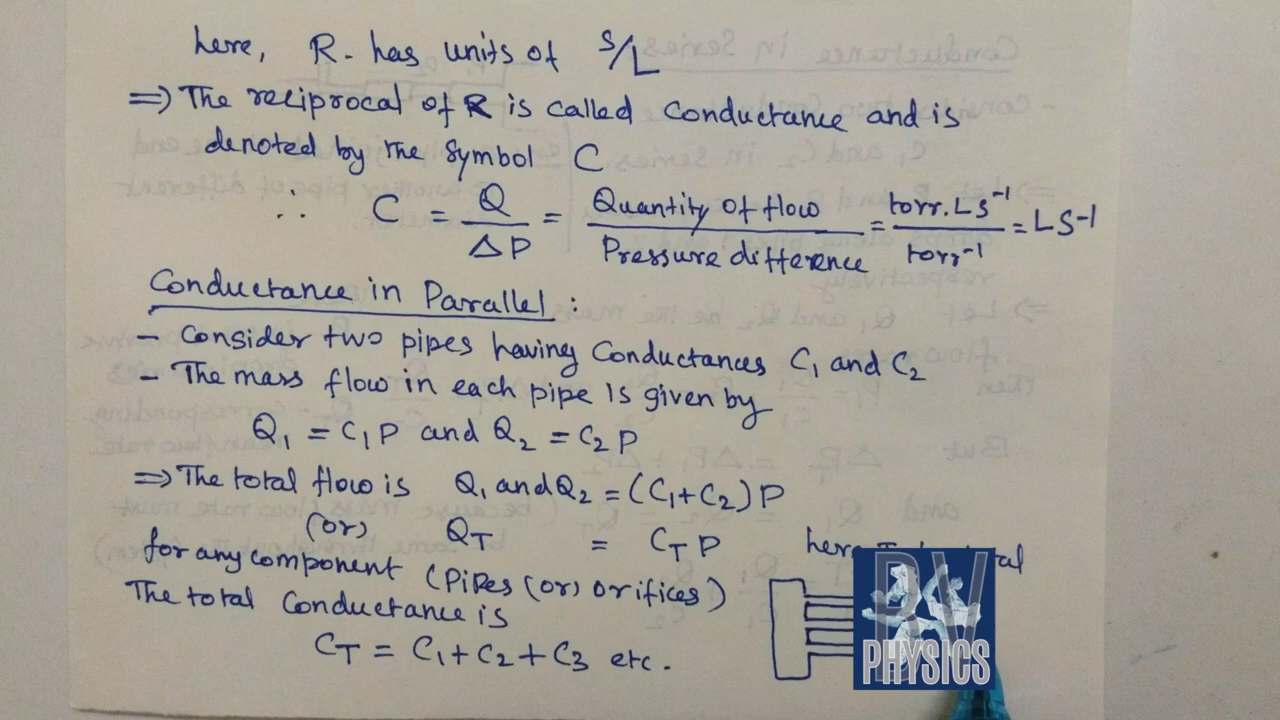 here, R. has units of S/L
⇒ The reciprocal of R is called Conductance and is
denoted by the symbol C
∴ C = Q/ΔP = Quantity of flow/Pressure difference = torr.LS⁻¹/torr⁻¹ = LS⁻¹
Conductance in Parallel :
- Consider two pipes having Conductances C₁ and C₂
- The mass flow in each pipe is given by
Q₁ = C₁P and Q₂ = C₂P
⇒ The total flow is Q₁ and Q₂ = (C₁+C₂)P
(or) Q_T = C_T P here
for any component (Pipes (or) orifices)
The total Conductance is
C_T = C₁+C₂+C₃ etc.
RV
PHYSICS